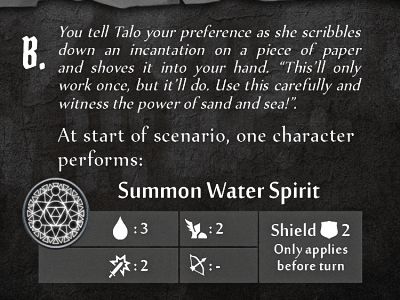 B.
You tell Talo your preference as she scribbles
down an incantation on a piece of paper
and shoves it into your hand. “This’ll only
work once, but it’ll do. Use this carefully and
witness the power of sand and sea!”.
At start of scenario, one character
performs:
Summon Water Spirit
: 3 : 2 Shield 2
Only applies
: 2 : - before turn